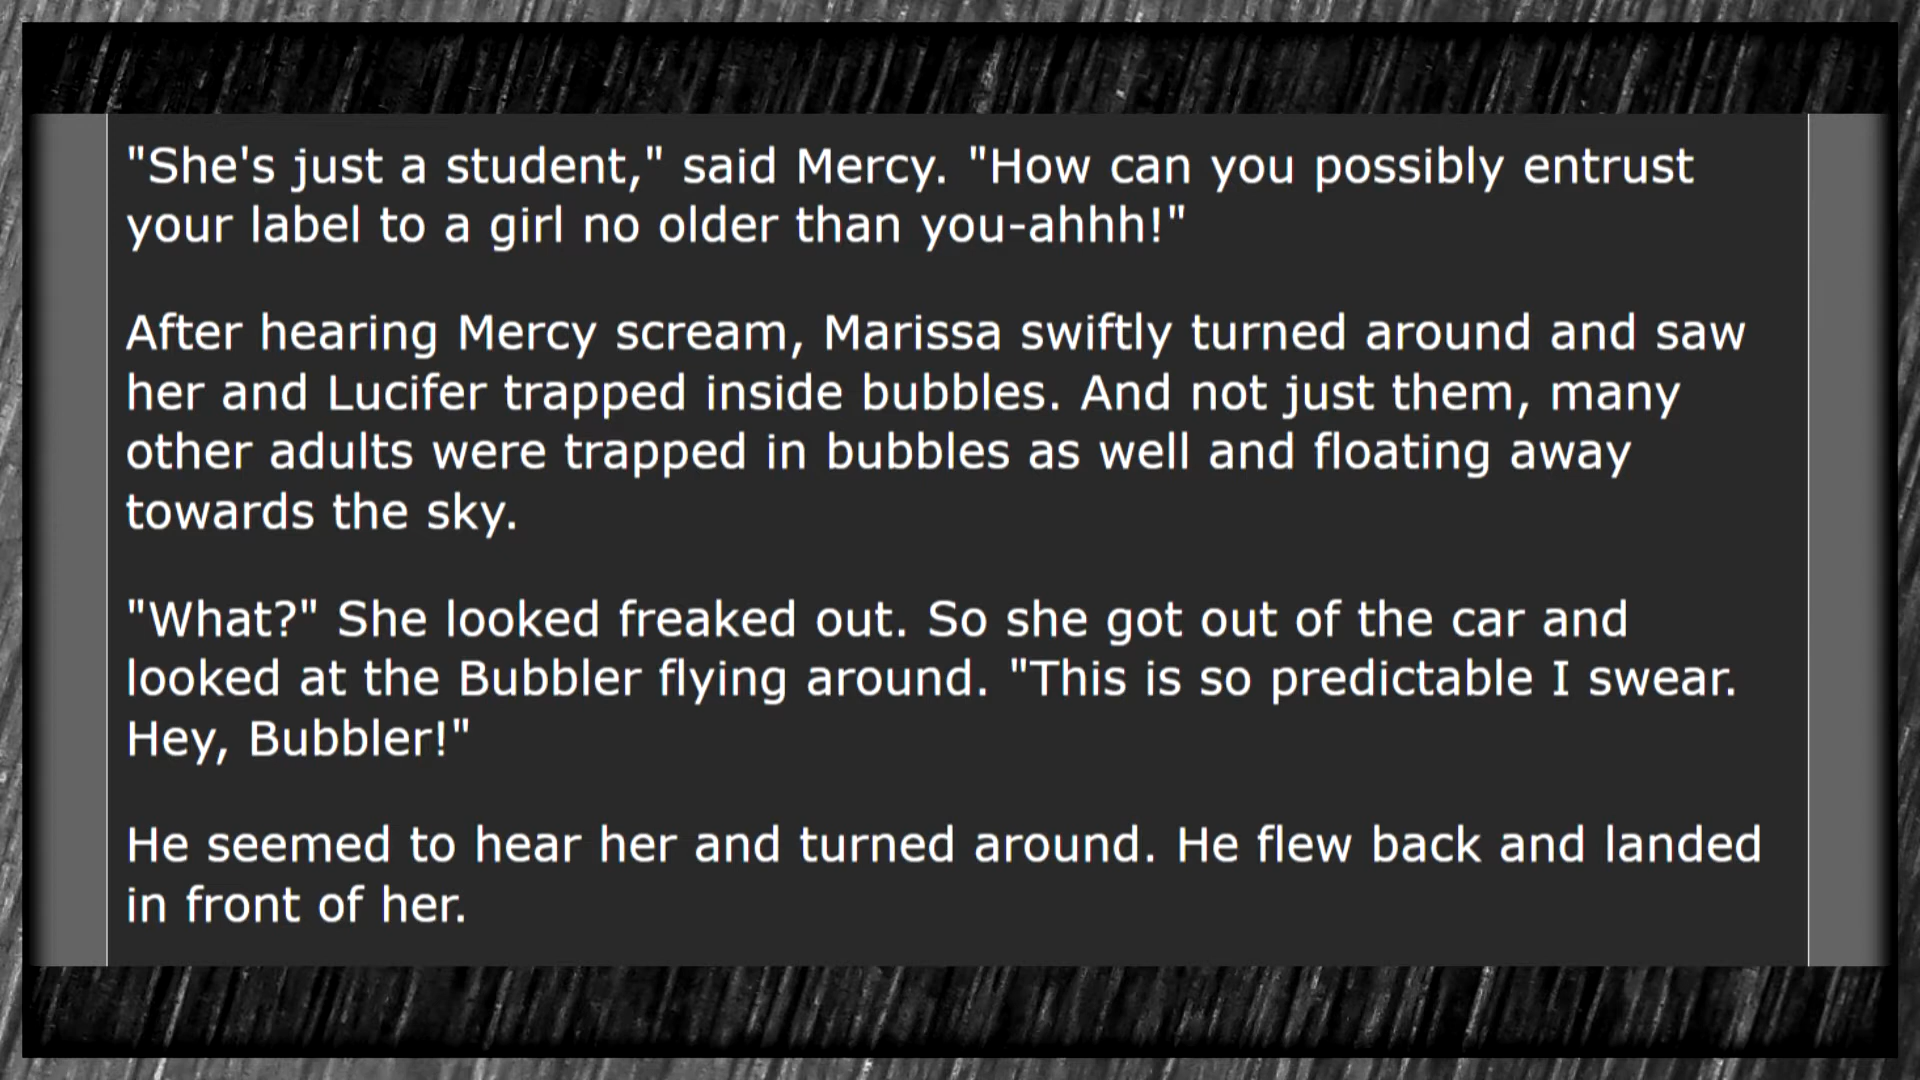 "She's just a student," said Mercy. "How can you possibly entrust
your label to a girl no older than you-ahhh!"
After hearing Mercy scream, Marissa swiftly turned around and saw
her and Lucifer trapped inside bubbles. And not just them, many
other adults were trapped in bubbles as well and floating away
towards the sky.
"What?" She looked freaked out. So she got out of the car and
looked at the Bubbler flying around. "This is so predictable I swear.
Hey, Bubbler!"
He seemed to hear her and turned around. He flew back and landed
in front of her.